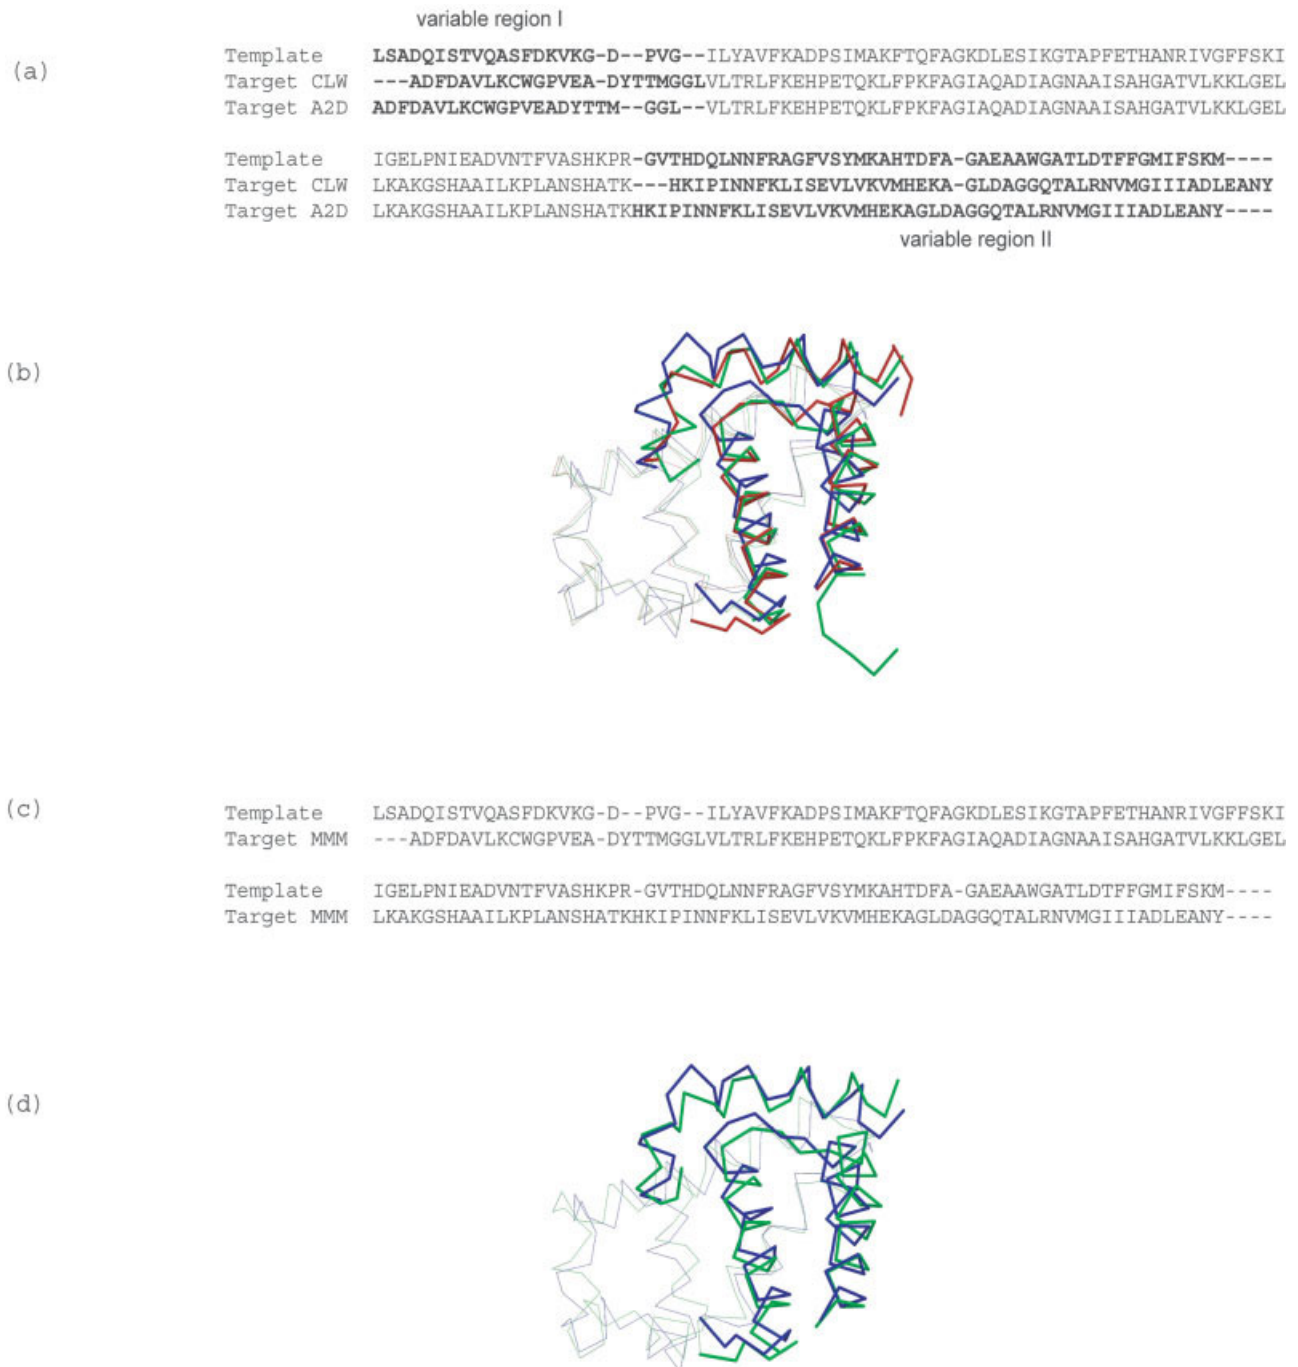 variable region I
(a)
Template LSADQISTVQASFDKVKG-D--PVG--ILYAVFKADPSIMAKFTQFAGKDLESIKGTAPFETHANRIVGFFSKI
Target CLW ---ADFDAVLKCWGPVEA-DYTTMGGLVLTRLFKEHPETQKLFPKFAGIAQADIAGNAAISAHGATVLKKLGEL
Target A2D ADFDAVLKCWGPVEADYTTM--GGL--VLTRLFKEHPETQKLFPKFAGIAQADIAGNAAISAHGATVLKKLGEL
Template IGELPNIEADVNTFVASHKPR-GVTHDQLNNFRAGFVSYMKAHTDFA-GAEAAWGATLDTFFGMIFSKM----
Target CLW LKAKGSHAAILKPLANSHATK---HKIPINNFKLISEVLVKVMHEKA-GLDAGGQTALRNVMGIIIADLEANY
Target A2D LKAKGSHAAILKPLANSHATKHKIPINNFKLISEVLVKVMHEKAGLDAGGQTALRNVMGIIIADLEANY----
variable region II
(b)
(c)
Template LSADQISTVQASFDKVKG-D--PVG--ILYAVFKADPSIMAKFTQFAGKDLESIKGTAPFETHANRIVGFFSKI
Target MMM ---ADFDAVLKCWGPVEA-DYTTMGGLVLTRLFKEHPETQKLFPKFAGIAQADIAGNAAISAHGATVLKKLGEL
Template IGELPNIEADVNTFVASHKPR-GVTHDQLNNFRAGFVSYMKAHTDFA-GAEAAWGATLDTFFGMIFSKM----
Target MMM LKAKGSHAAILKPLANSHATKHKIPINNFKLISEVLVKVMHEKAGLDAGGQTALRNVMGIIIADLEANY----
(d)